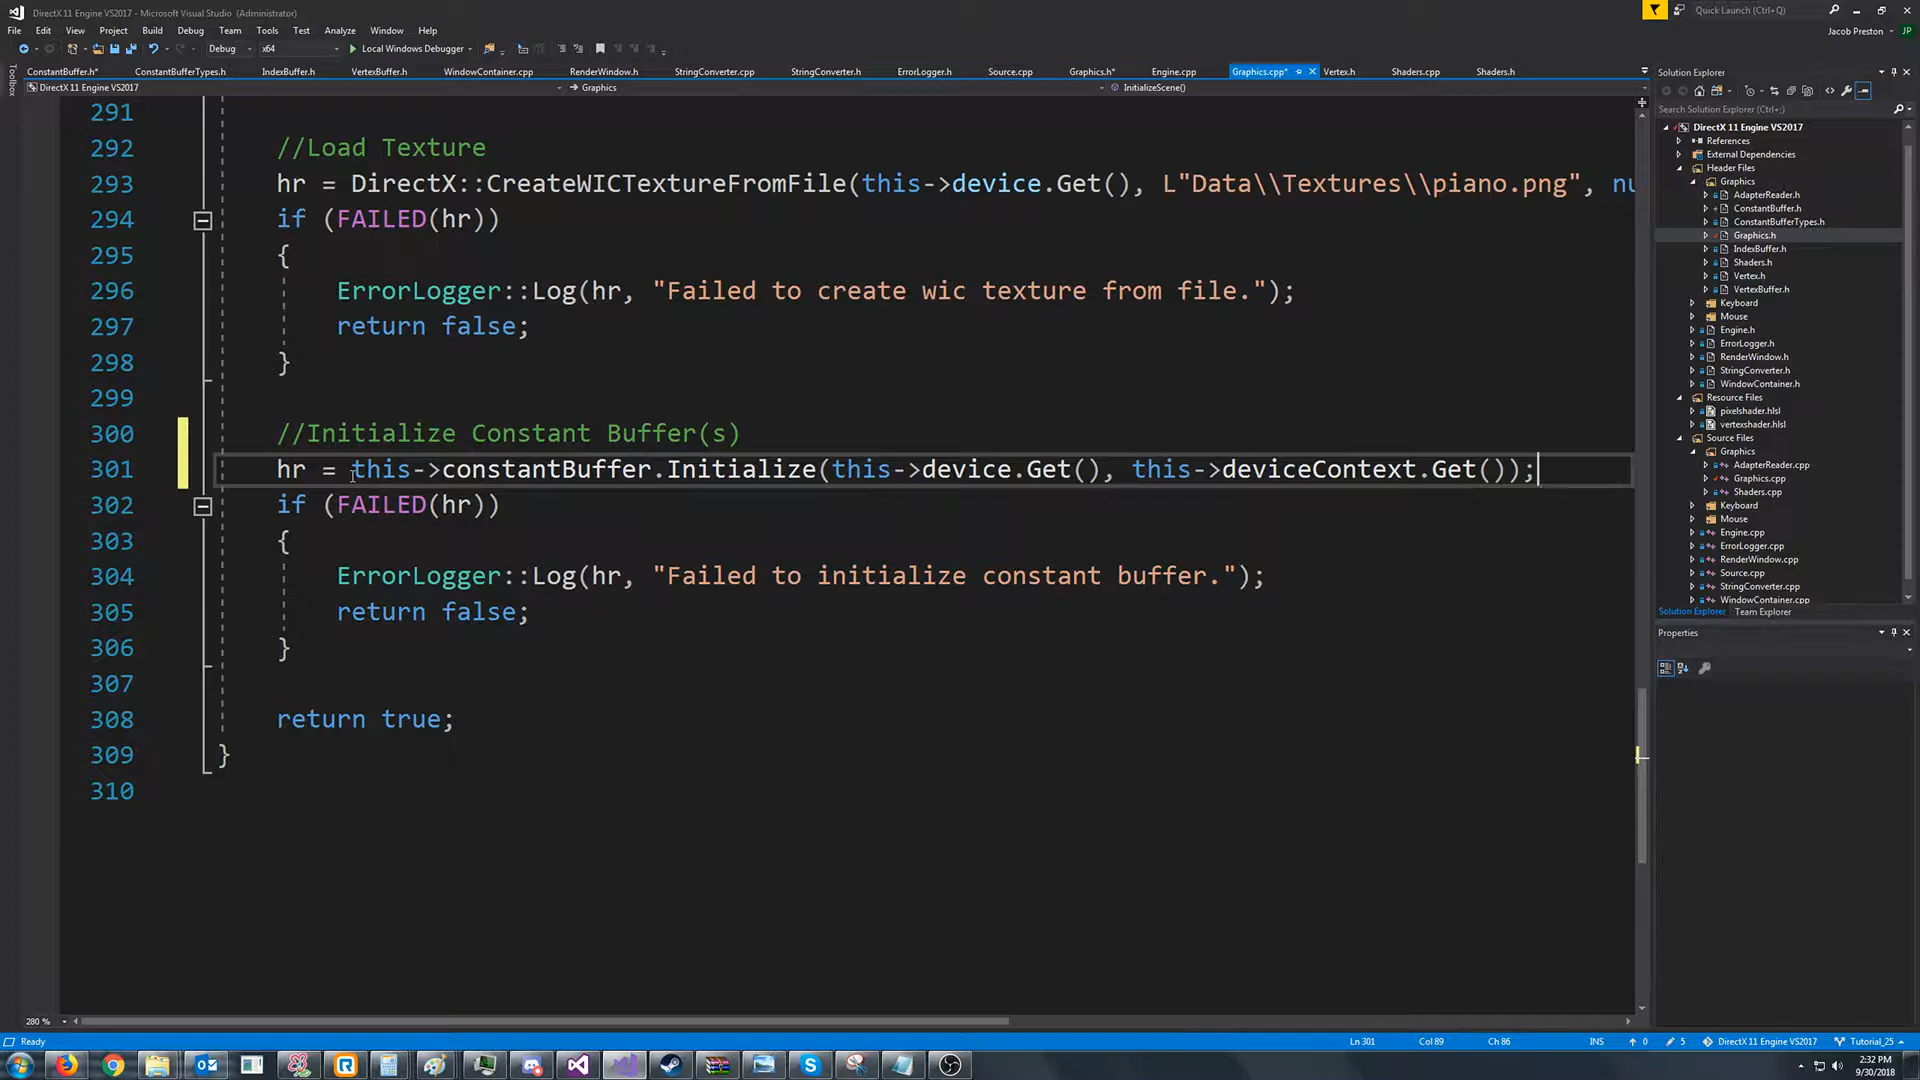 DirectX 11 Engine VS2017 - Microsoft Visual Studio (Administrator)
Quick Launch (Ctrl+Q)
File Edit View Project Build Debug Team Tools Test Analyze Window Help
Jacob Preston JP
Debug x64 Local Windows Debugger
Toolbox
ConstantBuffer.h* ConstantBufferTypes.h IndexBuffer.h VertexBuffer.h WindowContainer.cpp RenderWindow.h StringConverter.cpp StringConverter.h ErrorLogger.h Source.cpp Graphics.h* Engine.cpp Graphics.cpp* Vertex.h Shaders.cpp Shaders.h
DirectX 11 Engine VS2017 Graphics InitializeScene()
291
292 //Load Texture
293 hr = DirectX::CreateWICTextureFromFile(this->device.Get(), L"Data\\Textures\\piano.png", nu
294 if (FAILED(hr))
295 {
296 ErrorLogger::Log(hr, "Failed to create wic texture from file.");
297 return false;
298 }
299
300 //Initialize Constant Buffer(s)
301 hr = this->constantBuffer.Initialize(this->device.Get(), this->deviceContext.Get());
302 if (FAILED(hr))
303 {
304 ErrorLogger::Log(hr, "Failed to initialize constant buffer.");
305 return false;
306 }
307
308 return true;
309 }
310
280 %
Solution Explorer
Search Solution Explorer (Ctrl+;)
DirectX 11 Engine VS2017
References
External Dependencies
Header Files
Graphics
AdapterReader.h
ConstantBuffer.h
ConstantBufferTypes.h
Graphics.h
IndexBuffer.h
Shaders.h
Vertex.h
VertexBuffer.h
Keyboard
Mouse
Engine.h
ErrorLogger.h
RenderWindow.h
StringConverter.h
WindowContainer.h
Resource Files
pixelshader.hlsl
vertexshader.hlsl
Source Files
Graphics
AdapterReader.cpp
Graphics.cpp
Shaders.cpp
Keyboard
Mouse
Engine.cpp
ErrorLogger.cpp
RenderWindow.cpp
Source.cpp
StringConverter.cpp
WindowContainer.cpp
Solution Explorer Team Explorer
Properties
Ready Ln 301 Col 89 Ch 86 INS 0 5 DirectX 11 Engine VS2017 Tutorial_25
2:32 PM
9/30/2018